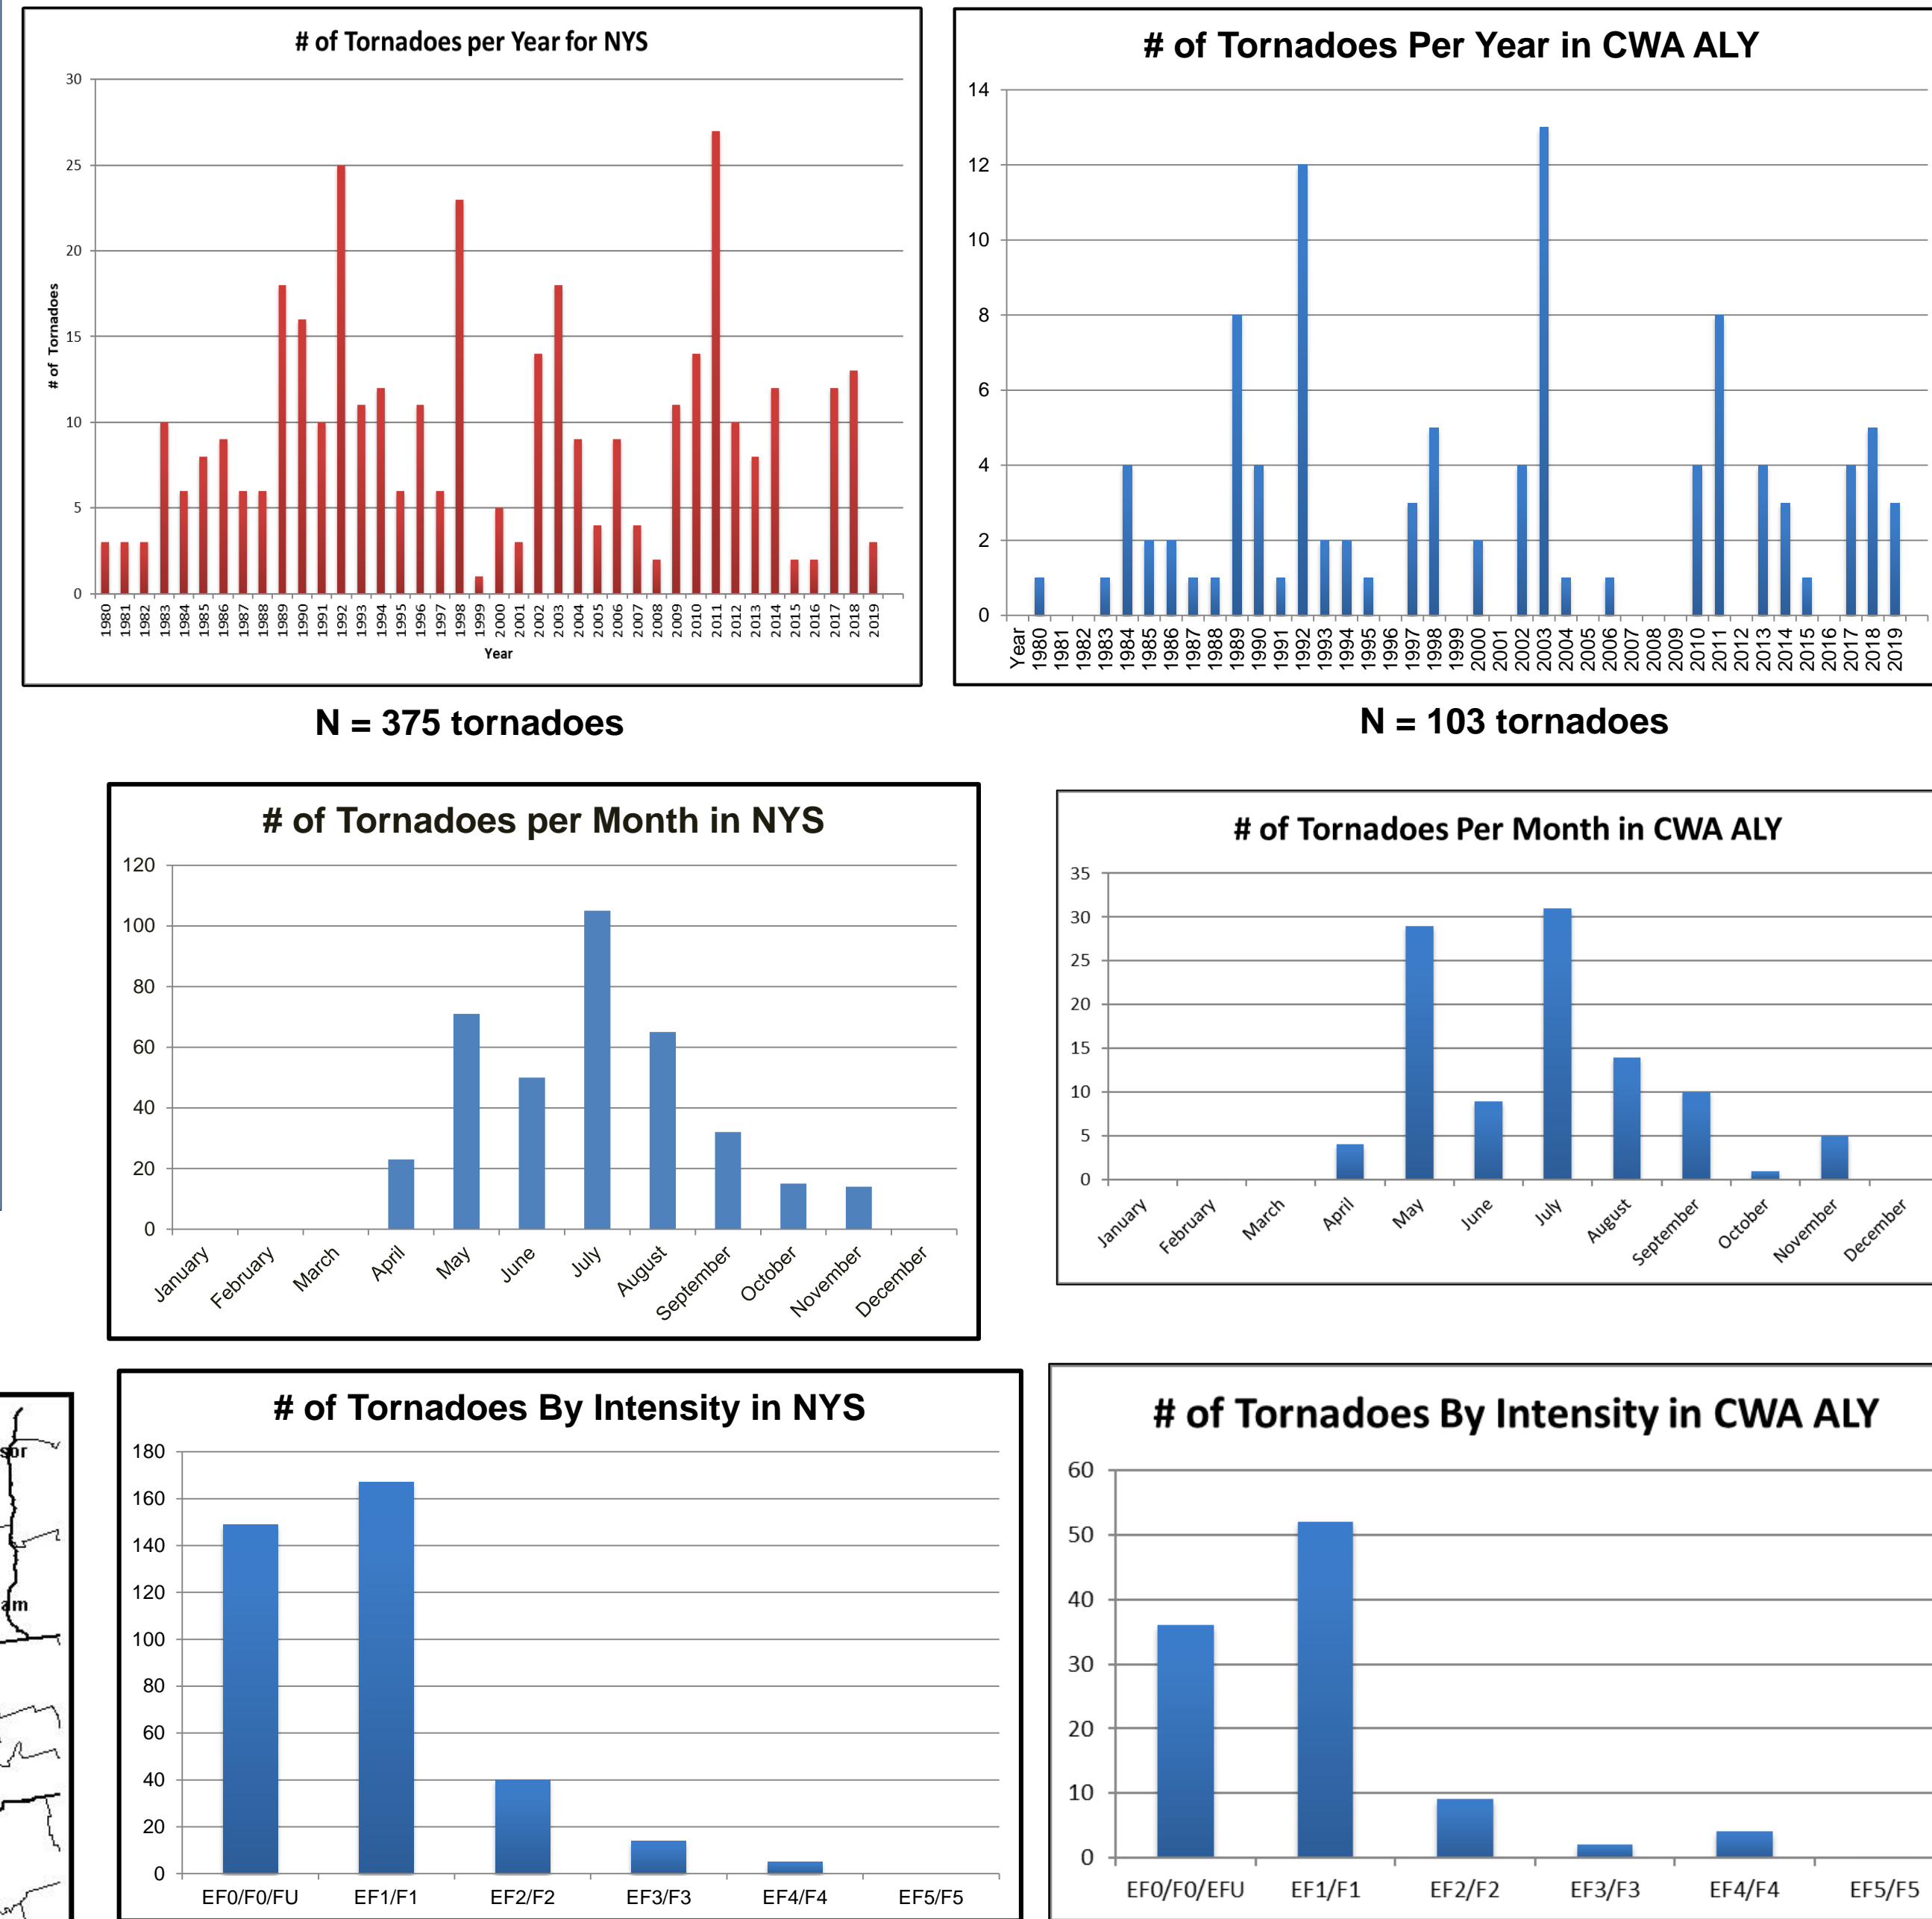 # of Tornadoes per Year for NYS
30
25
20
15
10
5
0
# of Tornadoes
1980 1981 1982 1983 1984 1985 1986 1987 1988 1989 1990 1991 1992 1993 1994 1995 1996 1997 1998 1999 2000 2001 2002 2003 2004 2005 2006 2007 2008 2009 2010 2011 2012 2013 2014 2015 2016 2017 2018 2019
Year
N = 375 tornadoes
# of Tornadoes Per Year in CWA ALY
14
12
10
8
6
4
2
0
Year 1980 1981 1982 1983 1984 1985 1986 1987 1988 1989 1990 1991 1992 1993 1994 1995 1996 1997 1998 1999 2000 2001 2002 2003 2004 2005 2006 2007 2008 2009 2010 2011 2012 2013 2014 2015 2016 2017 2018 2019
N = 103 tornadoes
# of Tornadoes per Month in NYS
120
100
80
60
40
20
0
January February March April May June July August September October November December
# of Tornadoes Per Month in CWA ALY
35
30
25
20
15
10
5
0
January February March April May June July August September October November December
sor
am
# of Tornadoes By Intensity in NYS
180
160
140
120
100
80
60
40
20
0
EF0/F0/FU EF1/F1 EF2/F2 EF3/F3 EF4/F4 EF5/F5
# of Tornadoes By Intensity in CWA ALY
60
50
40
30
20
10
0
EF0/F0/EFU EF1/F1 EF2/F2 EF3/F3 EF4/F4 EF5/F5